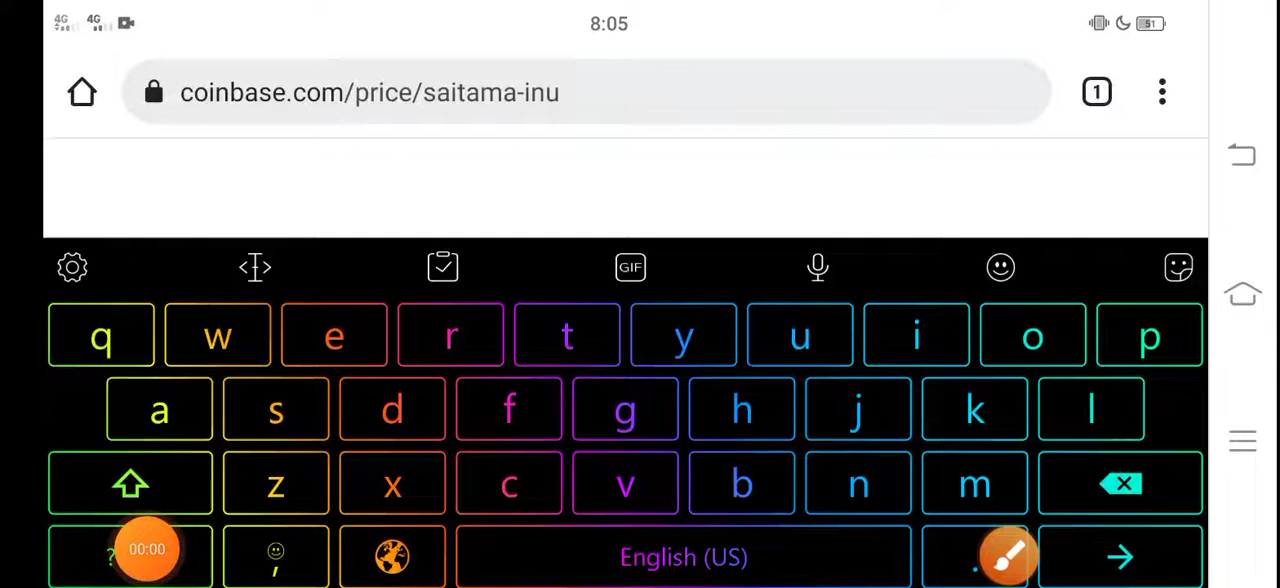 4G 4G 8:05 51
coinbase.com/price/saitama-inu 1
GIF
q w e r t y u i o p
a s d f g h j k l
z x c v b n m
? 00:00 , English (US) .